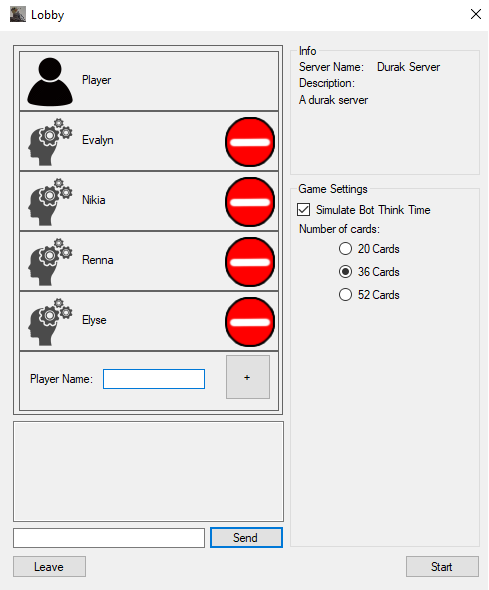 Lobby
Player
Evalyn
Nikia
Renna
Elyse
Player Name:
+
Send
Leave
Info
Server Name: Durak Server
Description:
A durak server
Game Settings
Simulate Bot Think Time
Number of cards:
20 Cards
36 Cards
52 Cards
Start